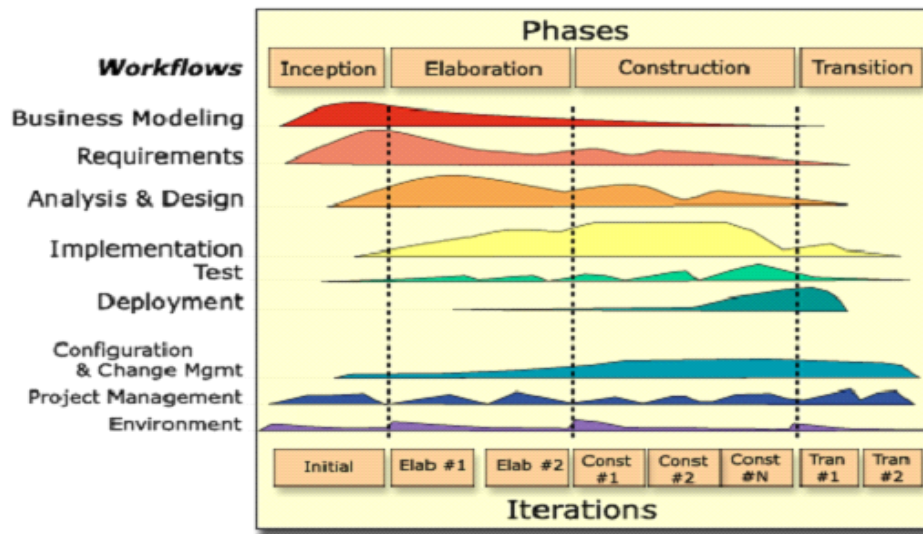 Phases
Workflows
Inception
Elaboration
Construction
Transition
Business Modeling
Requirements
Analysis & Design
Implementation
Test
Deployment
Configuration
& Change Mgmt
Project Management
Environment
Initial
Elab #1
Elab #2
Const
#1
Const
#2
Const
#N
Tran
#1
Tran
#2
Iterations